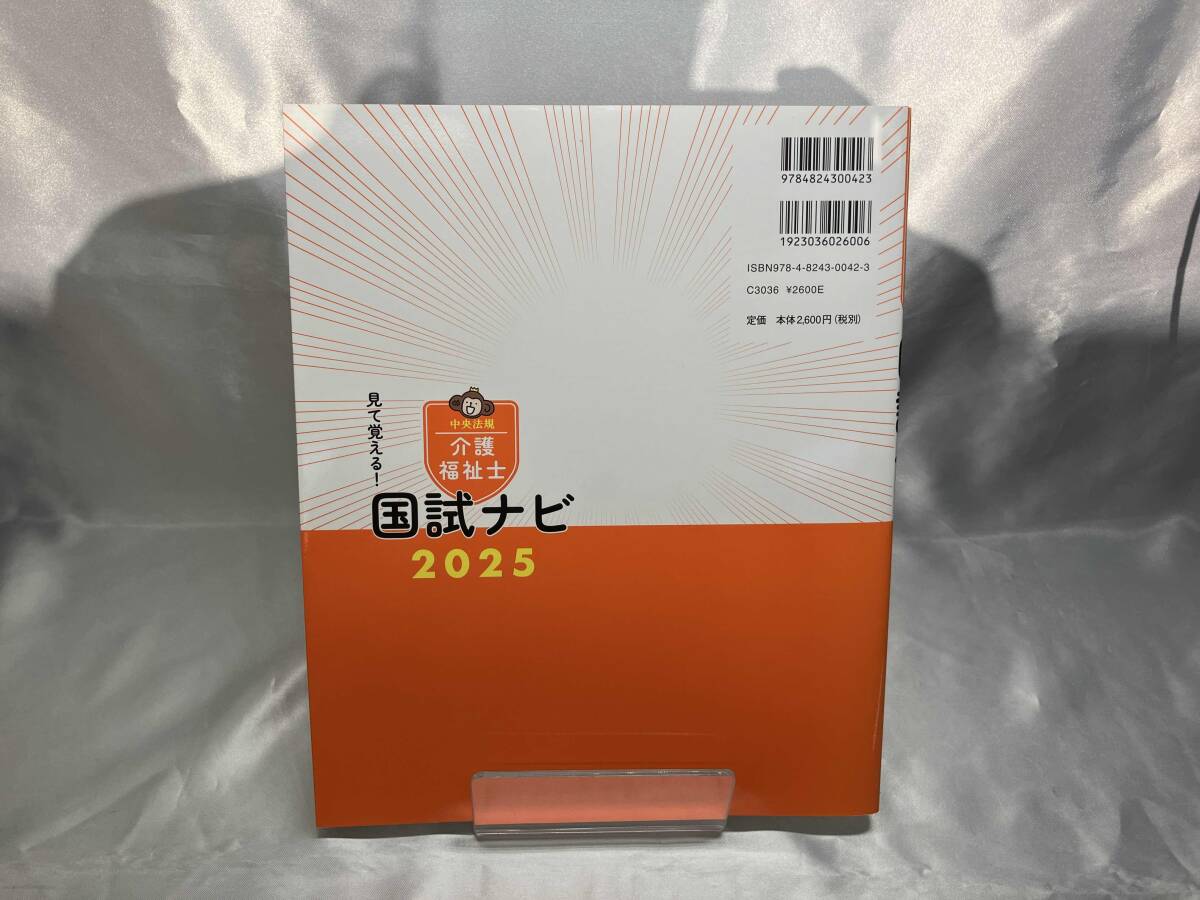 9784824300423
1923036026006
ISBN978-4-8243-0042-3
C3036 ¥2600E
定価 本体2,600円(税別)
見て覚える!
中央法規
介護
福祉士
国試ナビ
2025